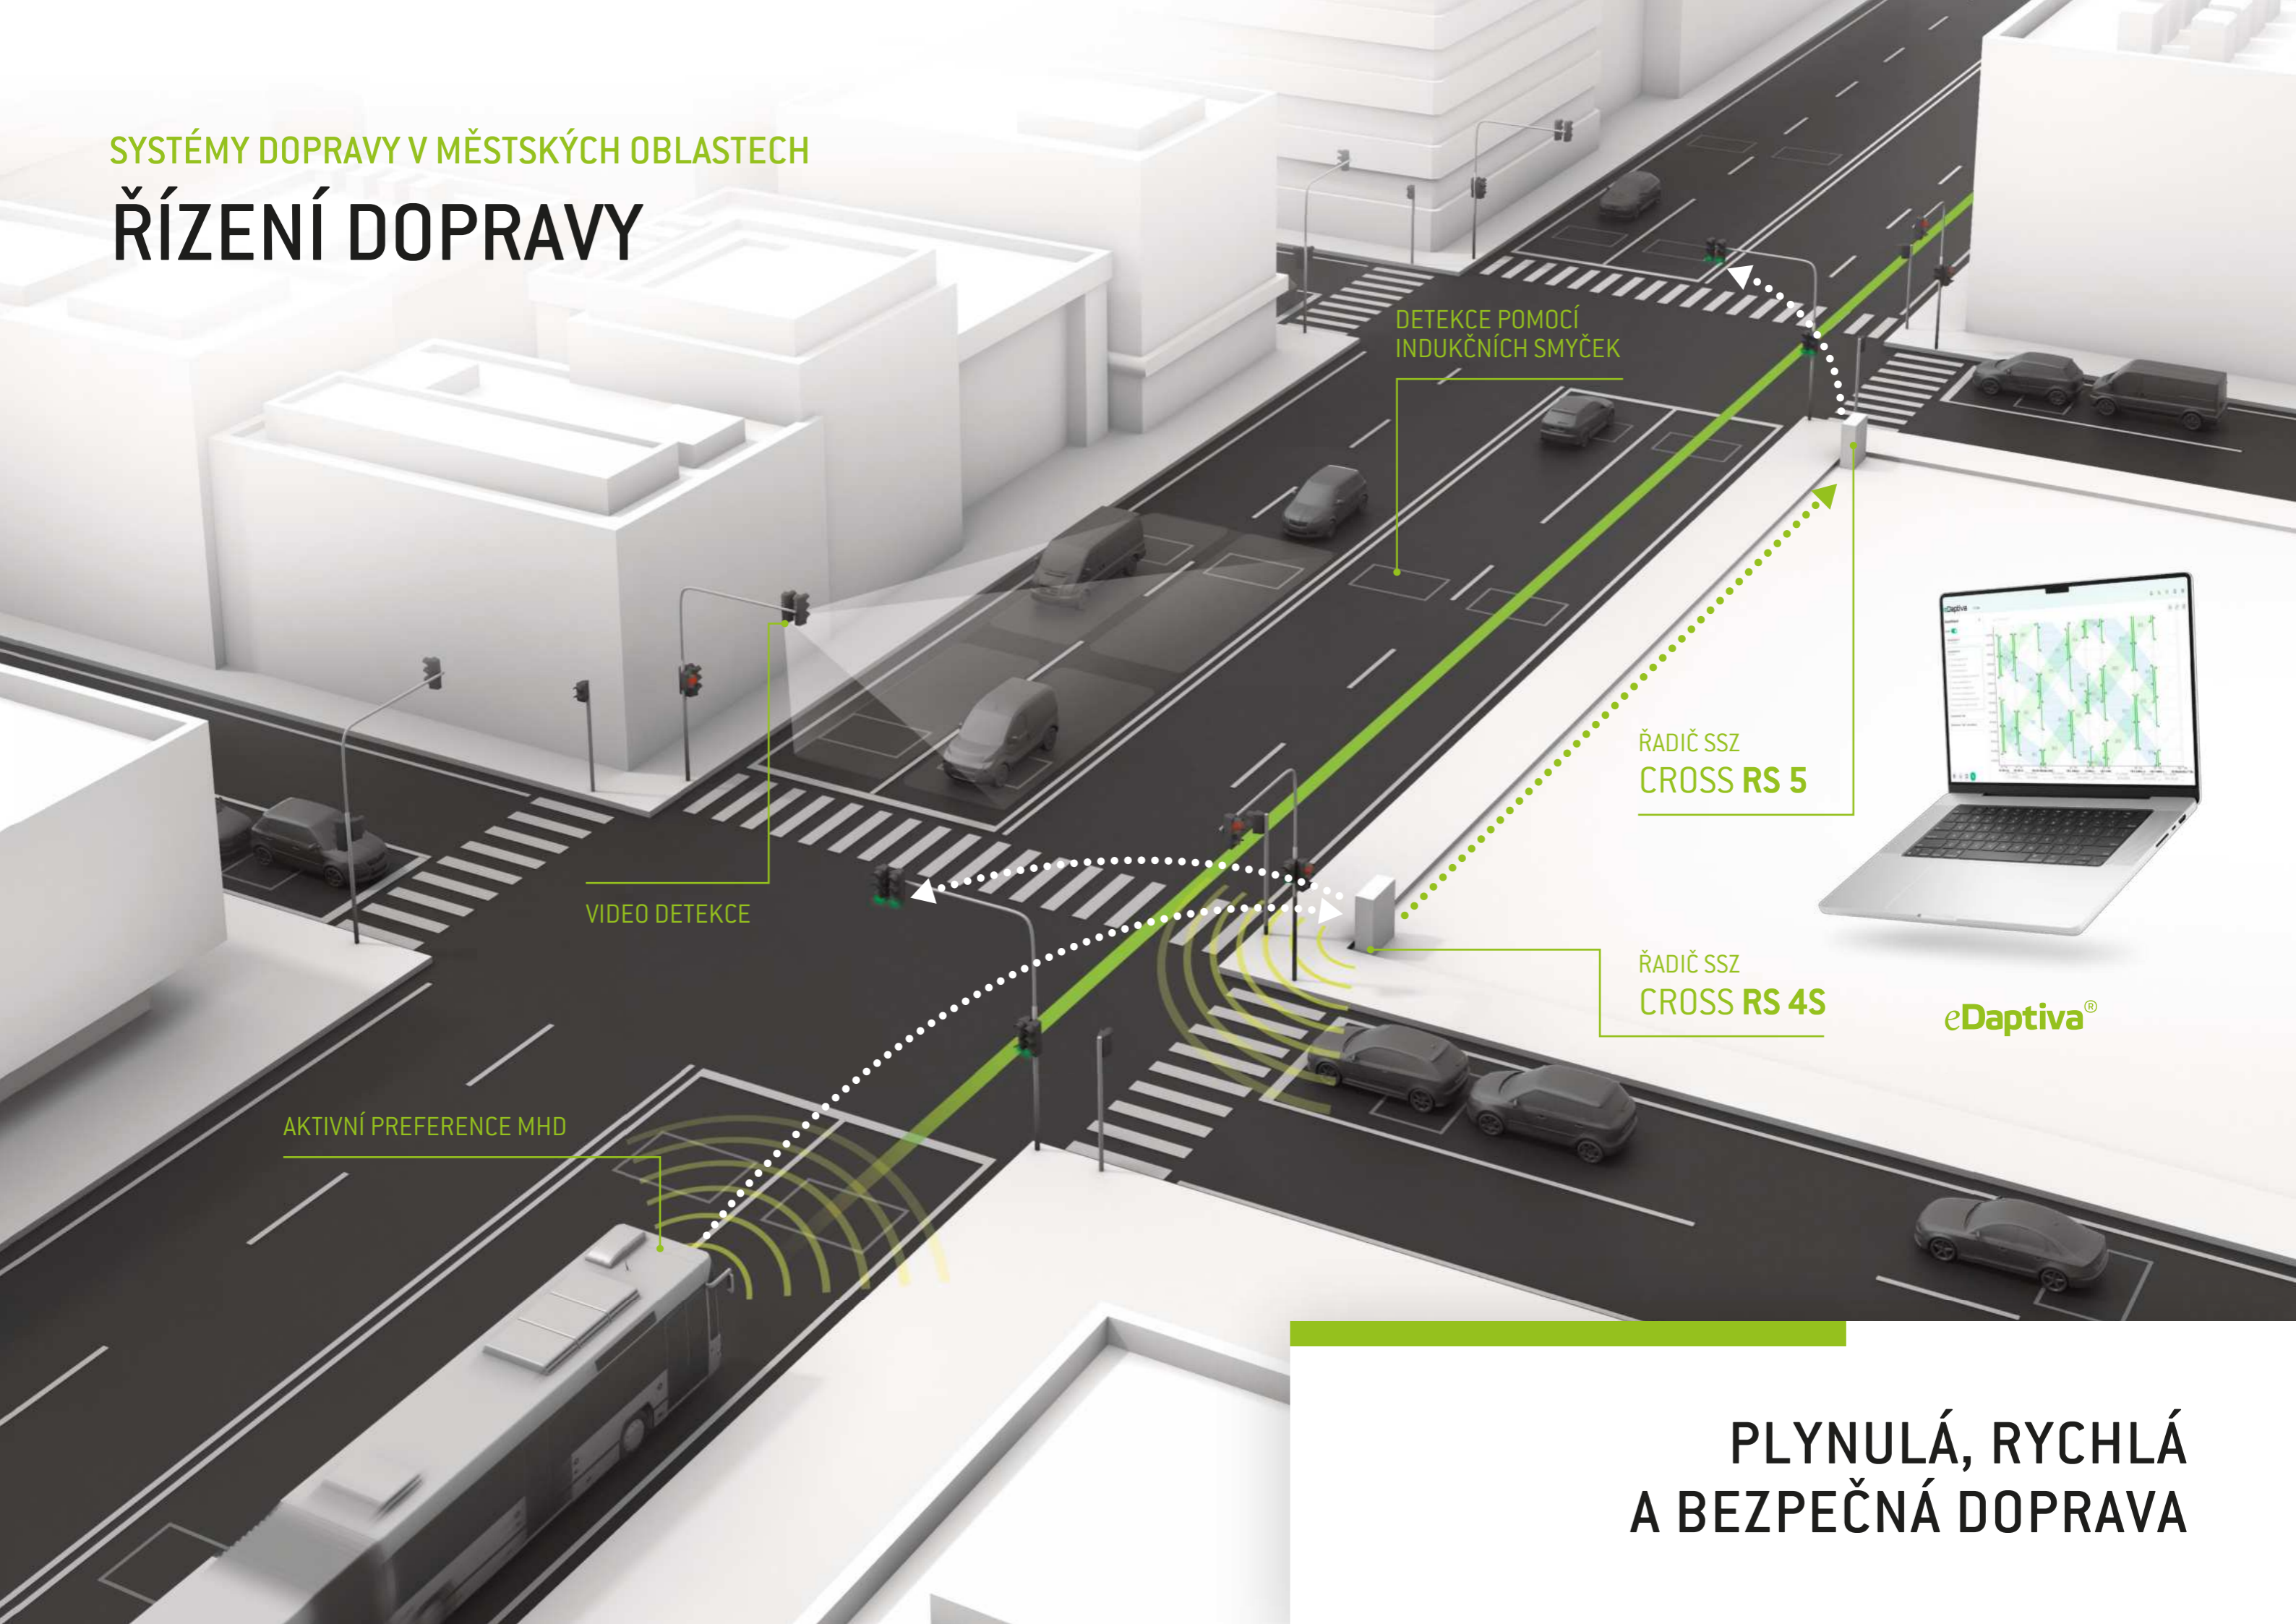 SYSTÉMY DOPRAVY V MĚSTSKÝCH OBLASTECH
ŘÍZENÍ DOPRAVY
DETEKCE POMOCÍ
INDUKČNÍCH SMYČEK
eDaptiva
ŘADIČ SSZ
CROSS RS 5
VIDEO DETEKCE
ŘADIČ SSZ
CROSS RS 4S
eDaptiva®
AKTIVNÍ PREFERENCE MHD
PLYNULÁ, RYCHLÁ
A BEZPEČNÁ DOPRAVA